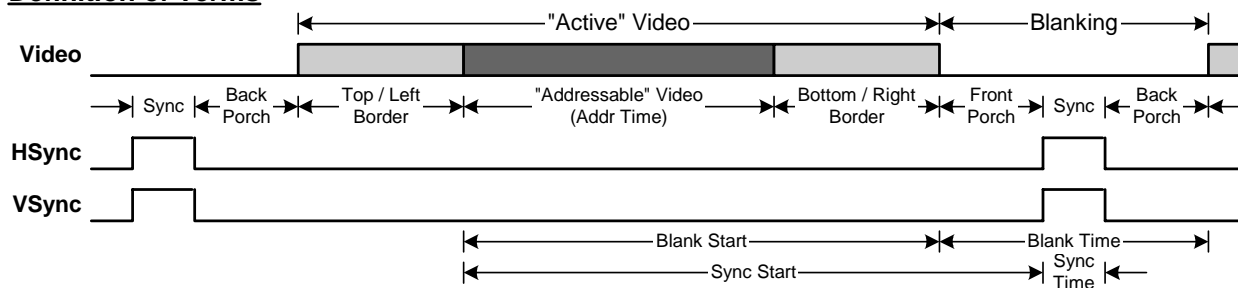 Definition of Terms
"Active" Video
Blanking
Video
Sync
Back
Porch
Top / Left
Border
"Addressable" Video
(Addr Time)
Bottom / Right
Border
Front
Porch
Sync
Back
Porch
HSync
VSync
Blank Start
Blank Time
Sync Start
Sync
Time